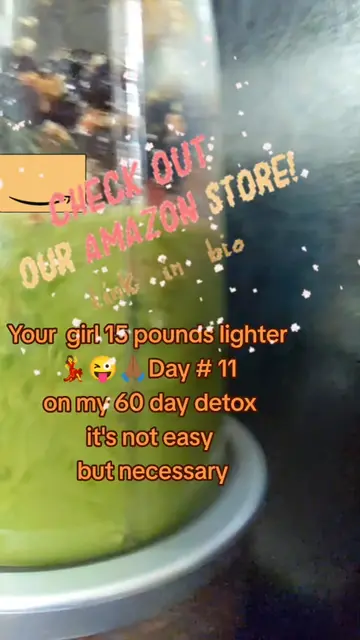 CHECK OUT
OUR AMAZON STORE!
link in bio
Your girl 15 pounds lighter
💃😜🙏🏾Day # 11
on my 60 day detox
it's not easy
but necessary